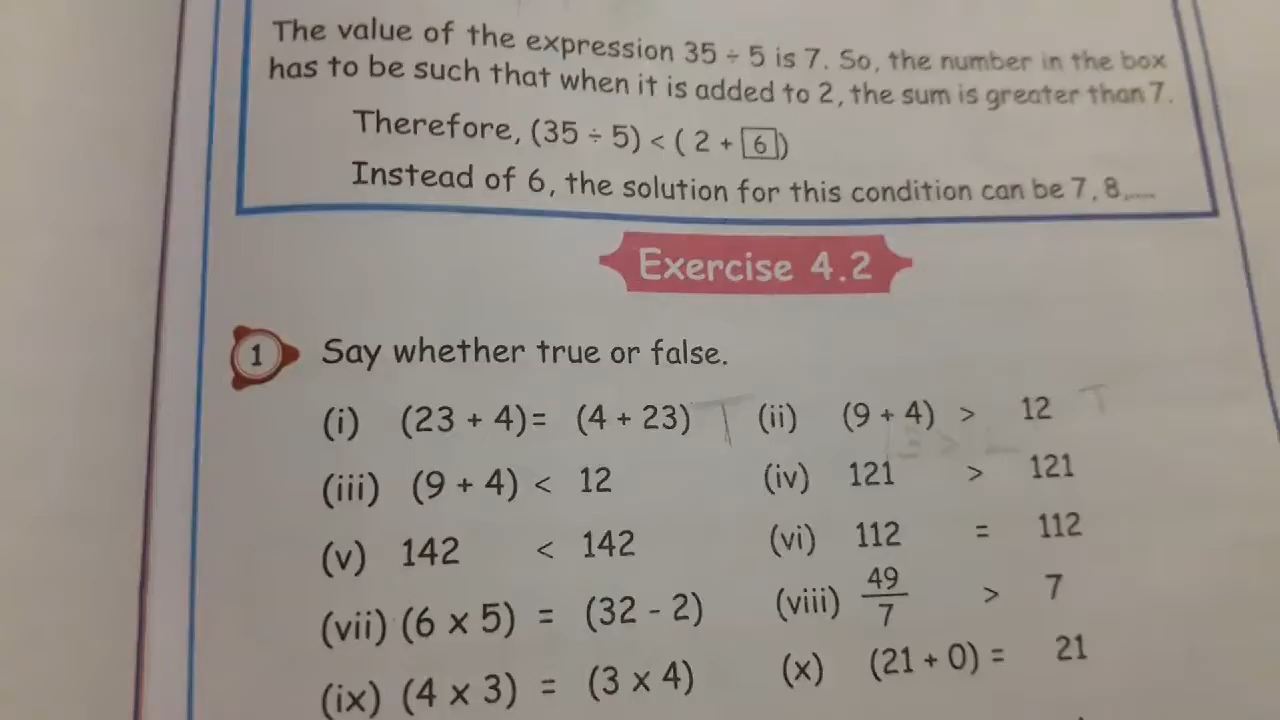 The value of the expression 35 ÷ 5 is 7. So, the number in the box
has to be such that when it is added to 2, the sum is greater than 7.
Therefore, (35 ÷ 5) < ( 2 + 6)
Instead of 6, the solution for this condition can be 7, 8,....
Exercise 4.2
1 Say whether true or false.
(i) (23 + 4)= (4 + 23) T (ii) (9 + 4) > 12 T
(iii) (9 + 4) < 12 (iv) 121 > 121
(v) 142 < 142 (vi) 112 = 112
(vii) (6 x 5) = (32 - 2) (viii) 49/7 > 7
(ix) (4 x 3) = (3 x 4) (x) (21 + 0) = 21